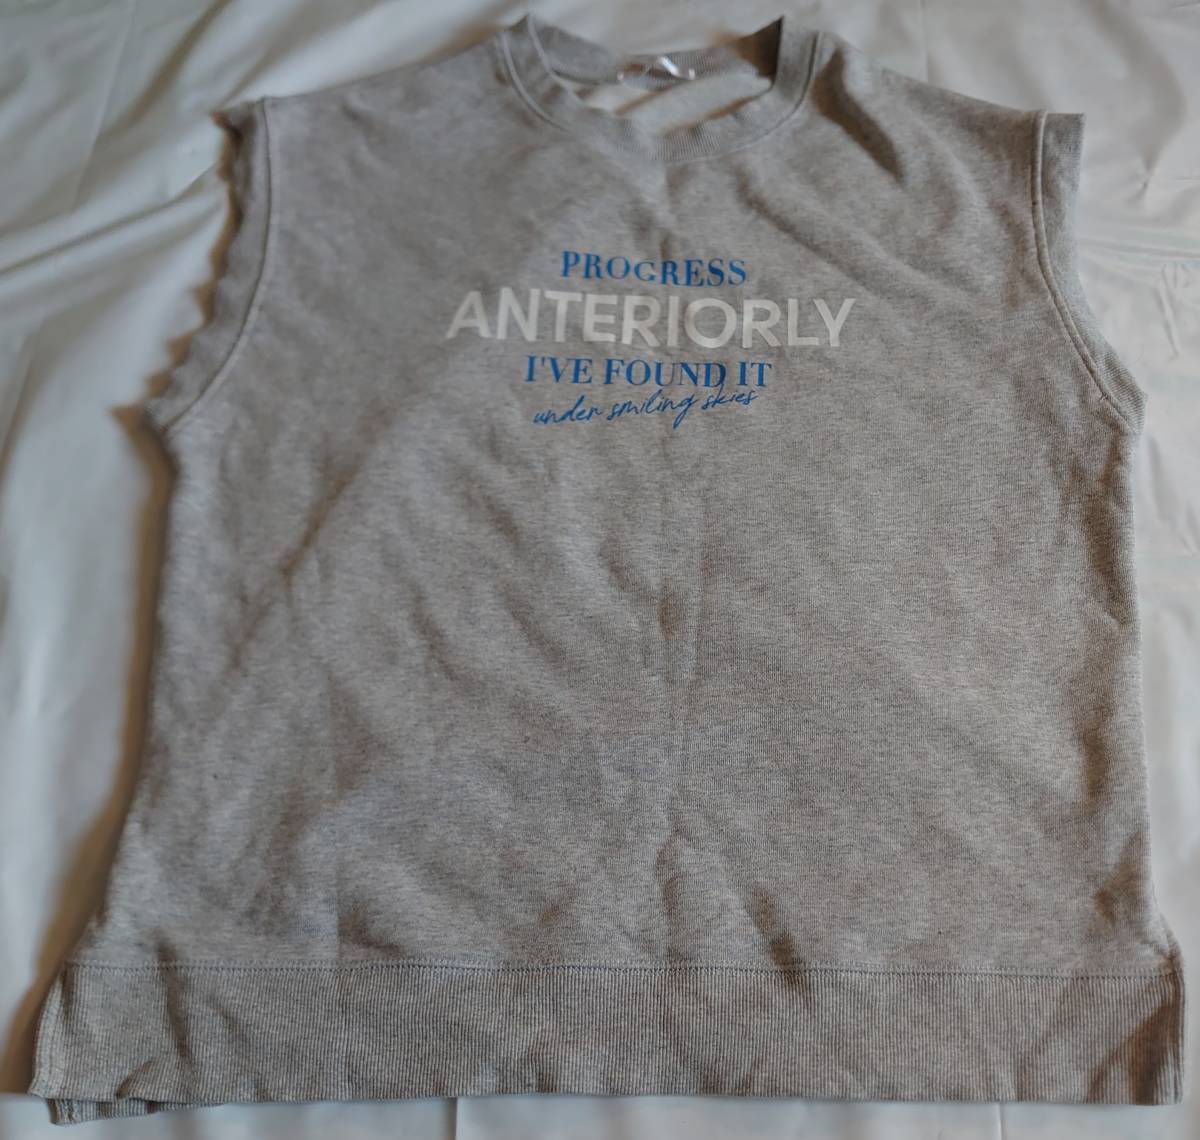 PROGRESS
ANTERIORLY
I'VE FOUND IT
under smiling skies